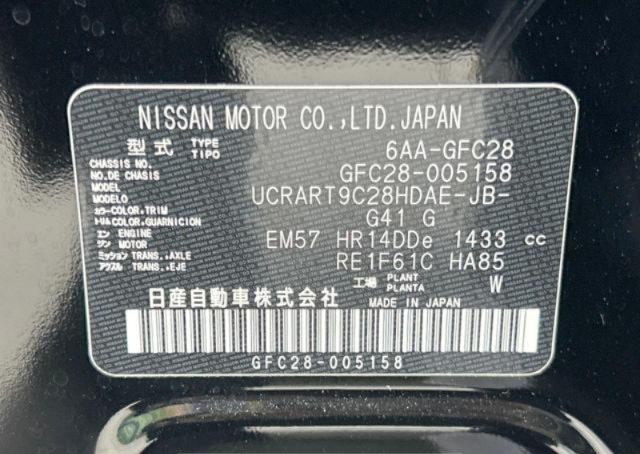 NISSAN MOTOR CO.,LTD.JAPAN
型式 TYPE TIPO 6AA-GFC28
CHASSIS NO. NO DE CHASIS GFC28-005158
MODEL MODELO UCRART9C28HDAE-JB-
カラー COLOR,TRIM トリム COLOR,GUARNICION G41 G
エン ENGINE ジン MOTOR EM57 HR14DDe 1433 cc
ミッション TRANS.,AXLE アクスル TRANS.,EJE RE1F61C HA85
工場 PLANT PLANTA W
日産自動車株式会社 MADE IN JAPAN
GFC28-005158